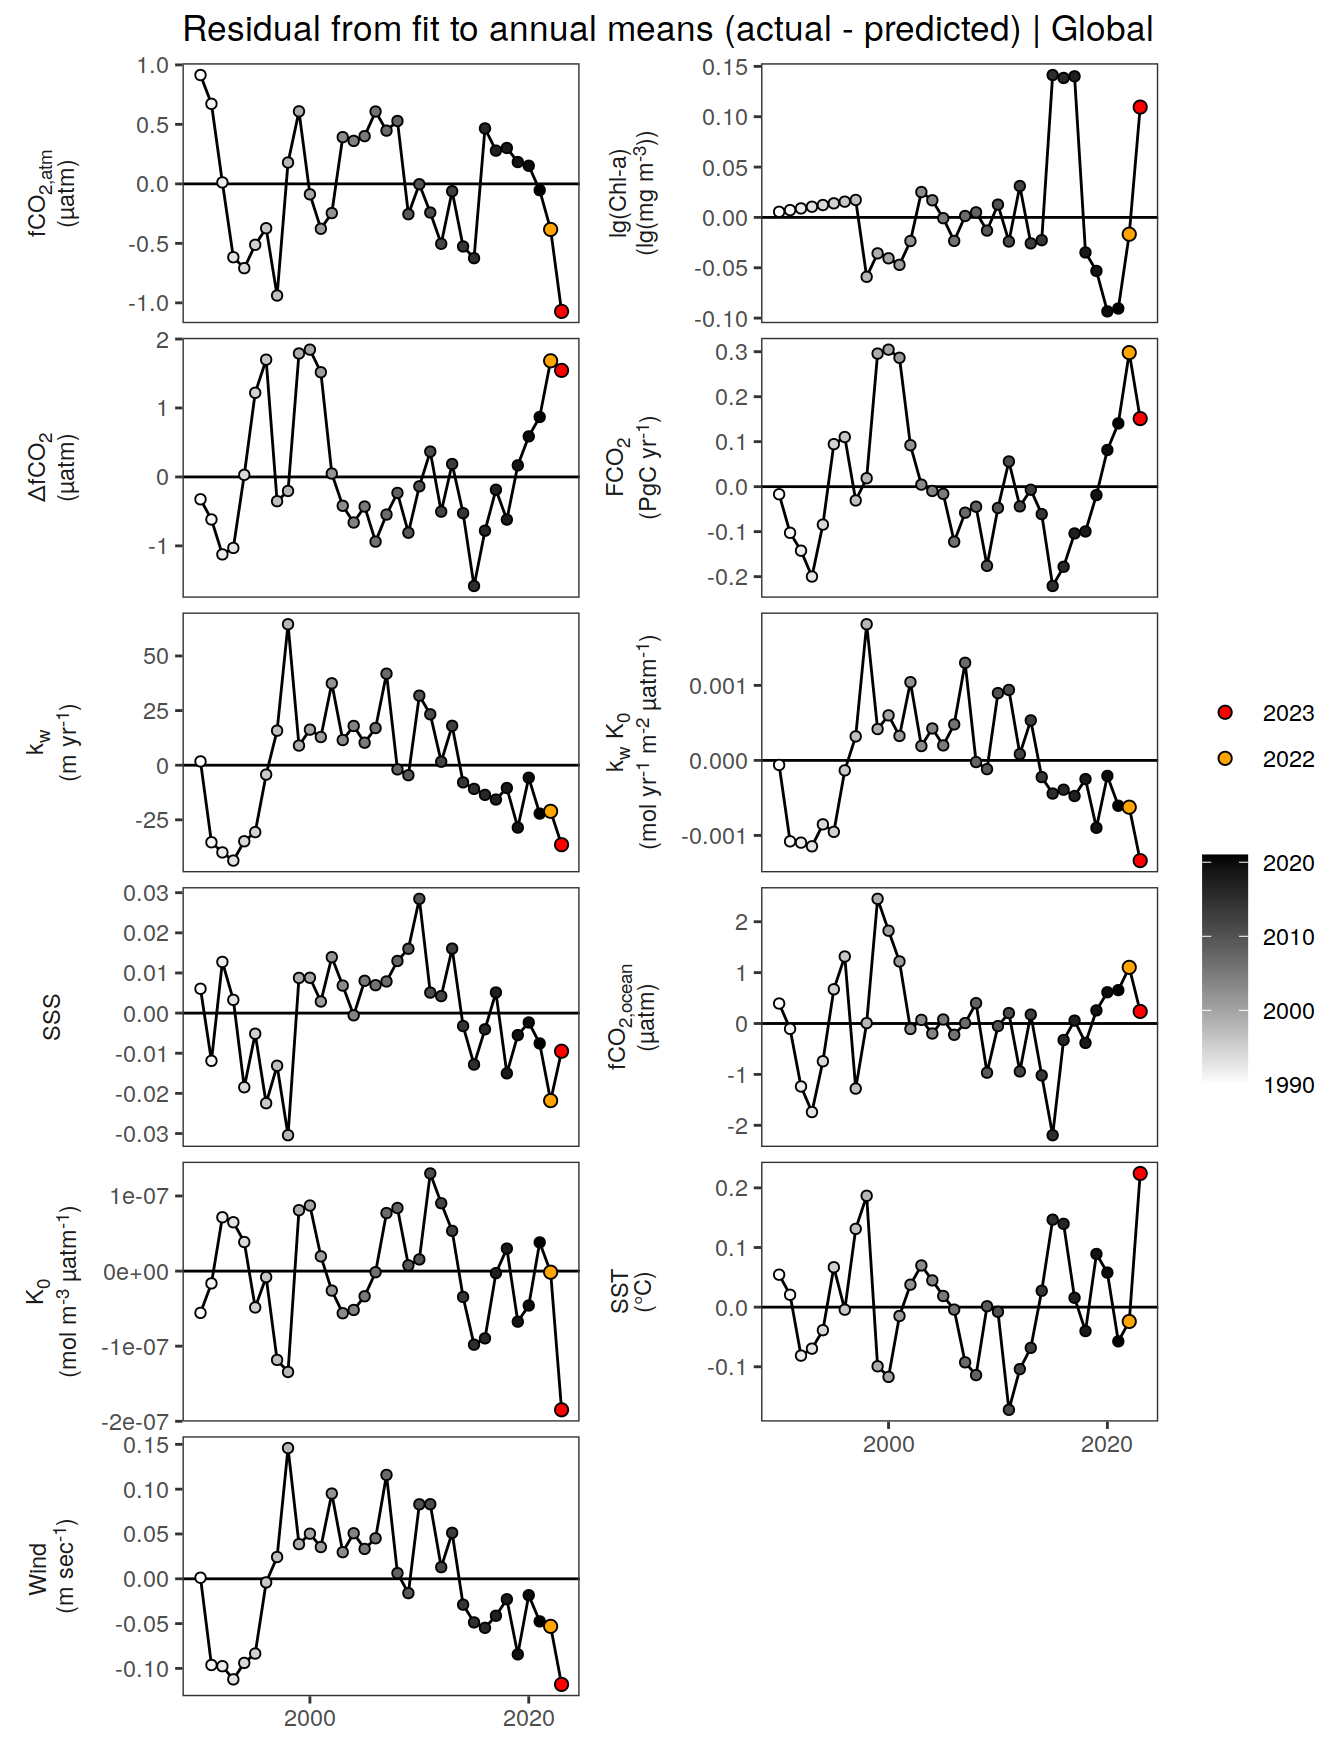 Residual from fit to annual means (actual - predicted) | Global
fCO2,atm
(µatm)
1.0
0.5
0.0
-0.5
-1.0
lg(Chl-a)
(lg(mg m-3))
0.15
0.10
0.05
0.00
-0.05
-0.10
ΔfCO2
(µatm)
2
1
0
-1
FCO2
(PgC yr-1)
0.3
0.2
0.1
0.0
-0.1
-0.2
kw
(m yr-1)
50
25
0
-25
kw K0
(mol yr-1 m-2 µatm-1)
0.001
0.000
-0.001
SSS
0.03
0.02
0.01
0.00
-0.01
-0.02
-0.03
fCO2,ocean
(µatm)
2
1
0
-1
-2
K0
(mol m-3 µatm-1)
1e-07
0e+00
-1e-07
-2e-07
SST
(°C)
0.2
0.1
0.0
-0.1
2000
2020
Wind
(m sec-1)
0.15
0.10
0.05
0.00
-0.05
-0.10
2000
2020
2023
2022
2020
2010
2000
1990